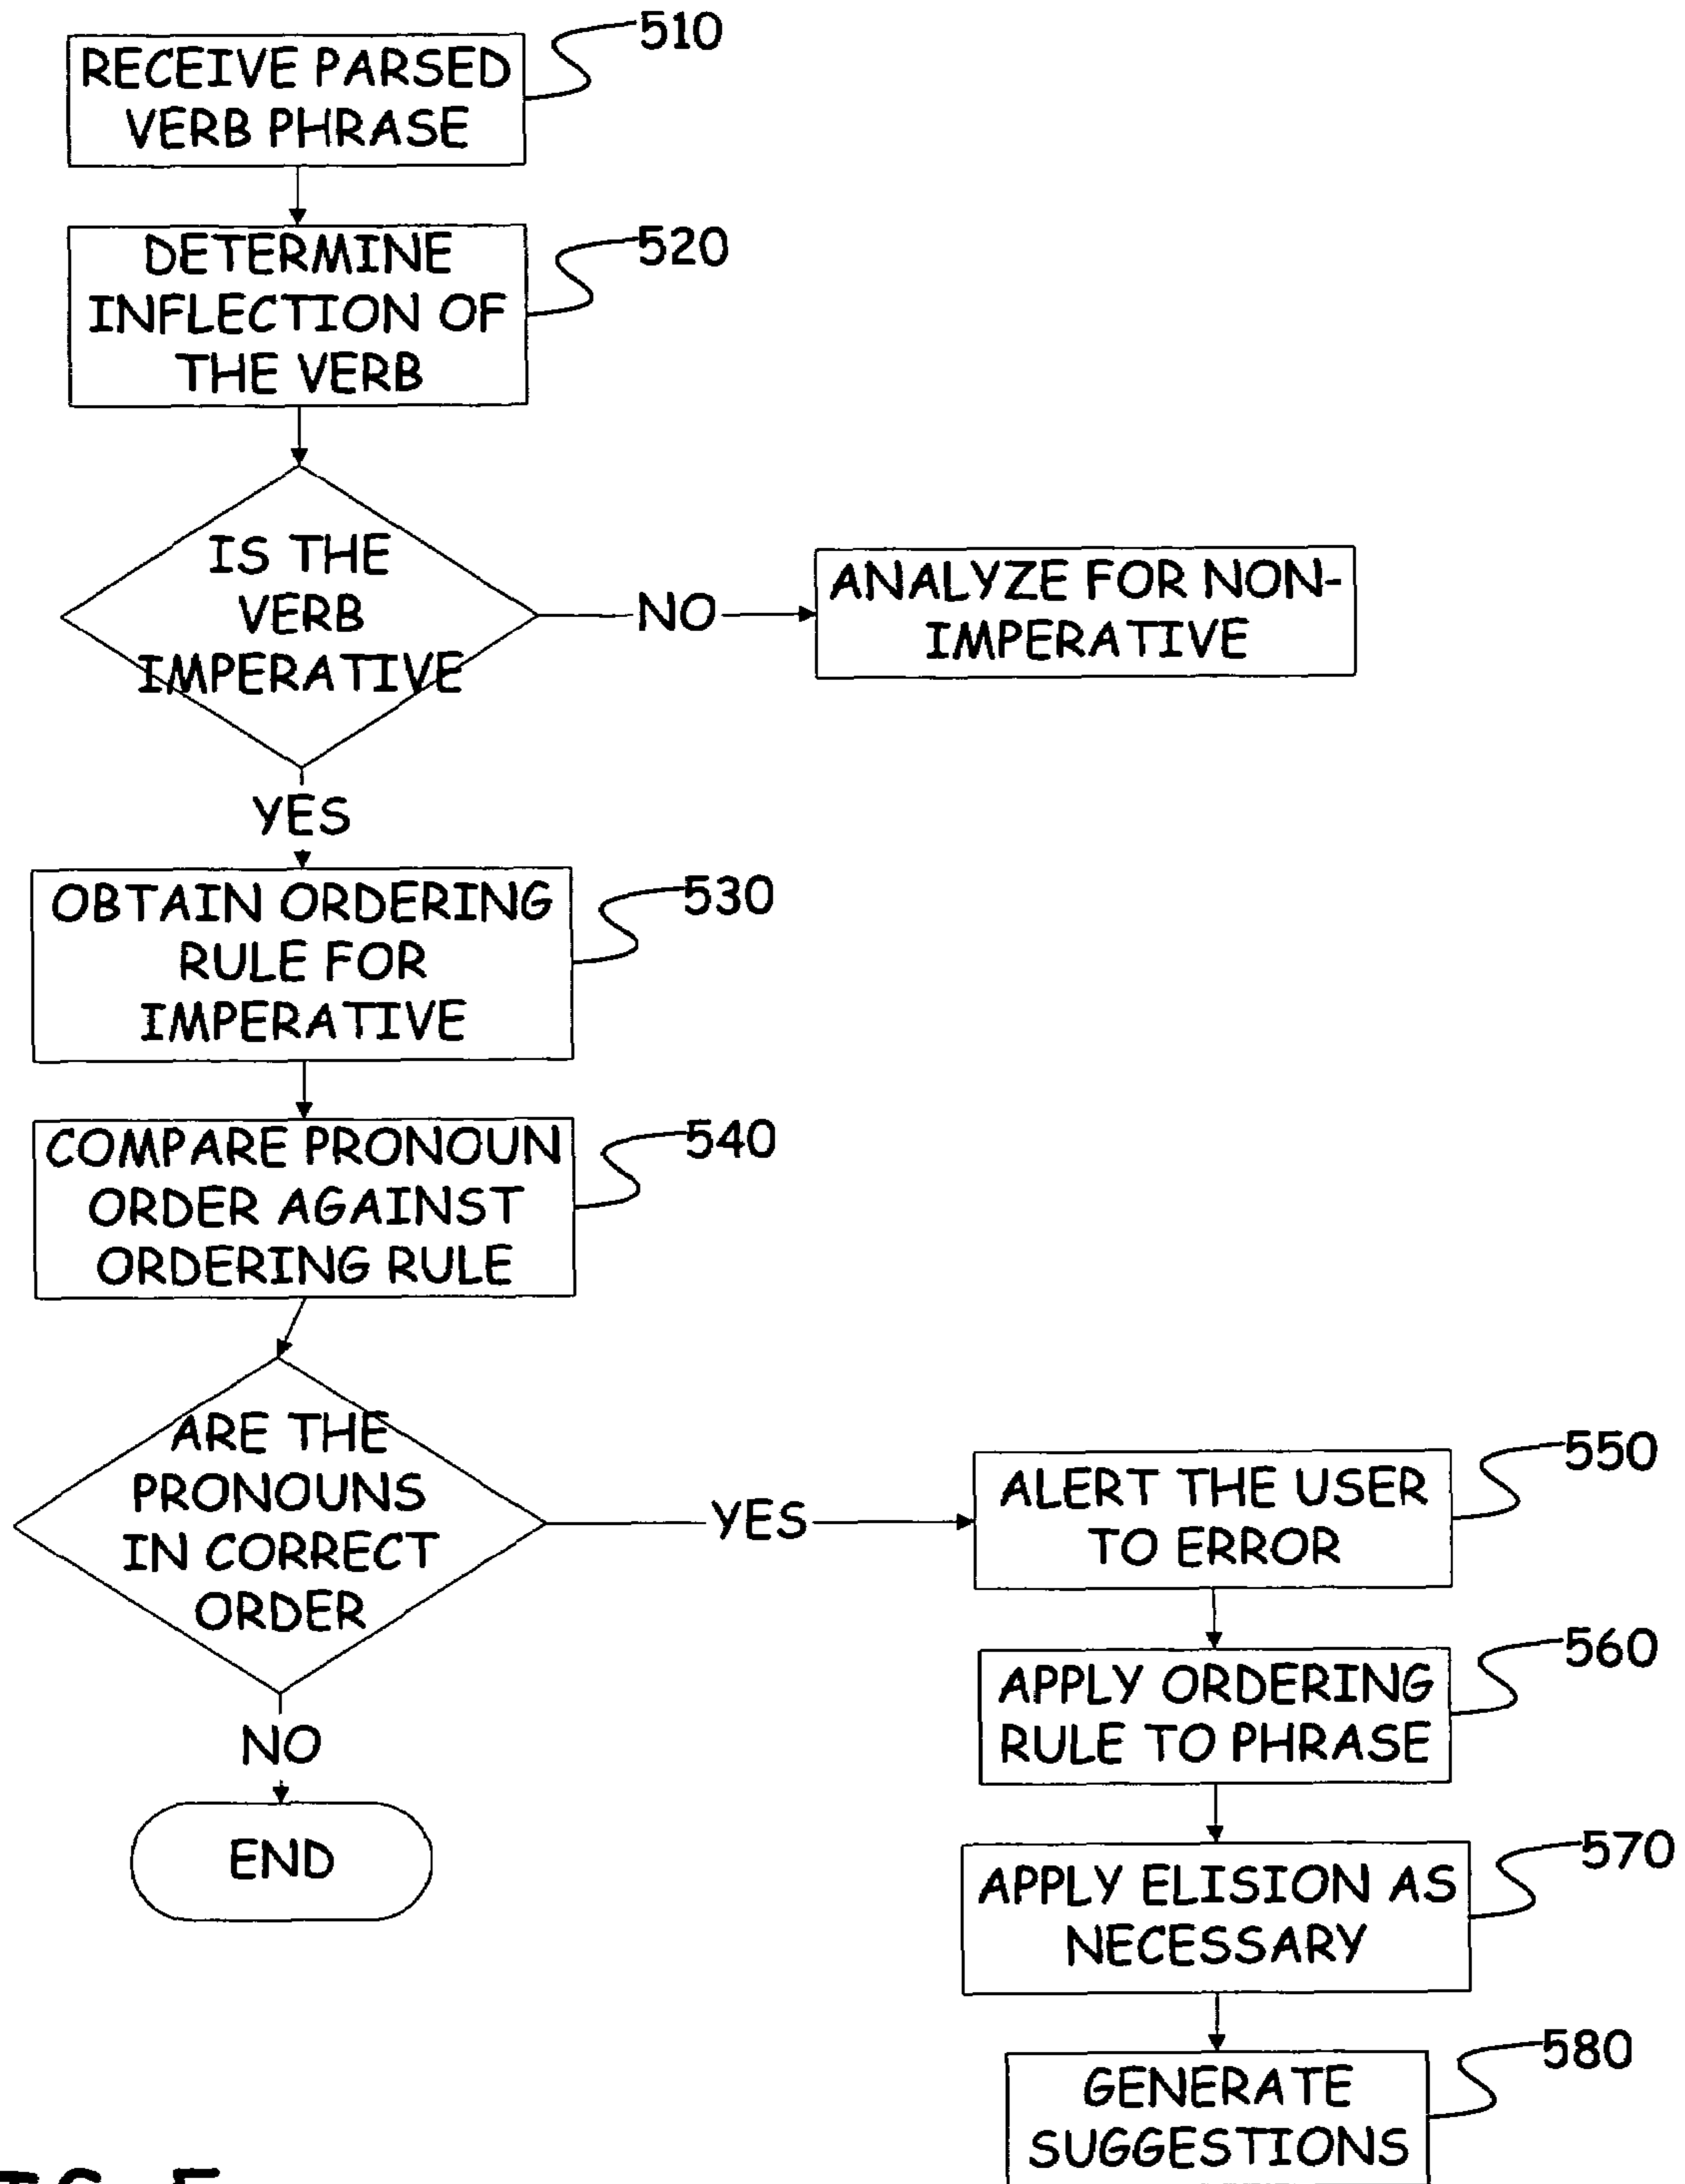 510
RECEIVE PARSED
VERB PHRASE
520
DETERMINE
INFLECTION OF
THE VERB
IS THE
VERB
IMPERATIVE
NO
ANALYZE FOR NON-
IMPERATIVE
YES
530
OBTAIN ORDERING
RULE FOR
IMPERATIVE
540
COMPARE PRONOUN
ORDER AGAINST
ORDERING RULE
ARE THE
PRONOUNS
IN CORRECT
ORDER
YES
550
ALERT THE USER
TO ERROR
560
APPLY ORDERING
RULE TO PHRASE
NO
END
570
APPLY ELISION AS
NECESSARY
580
GENERATE
SUGGESTIONS